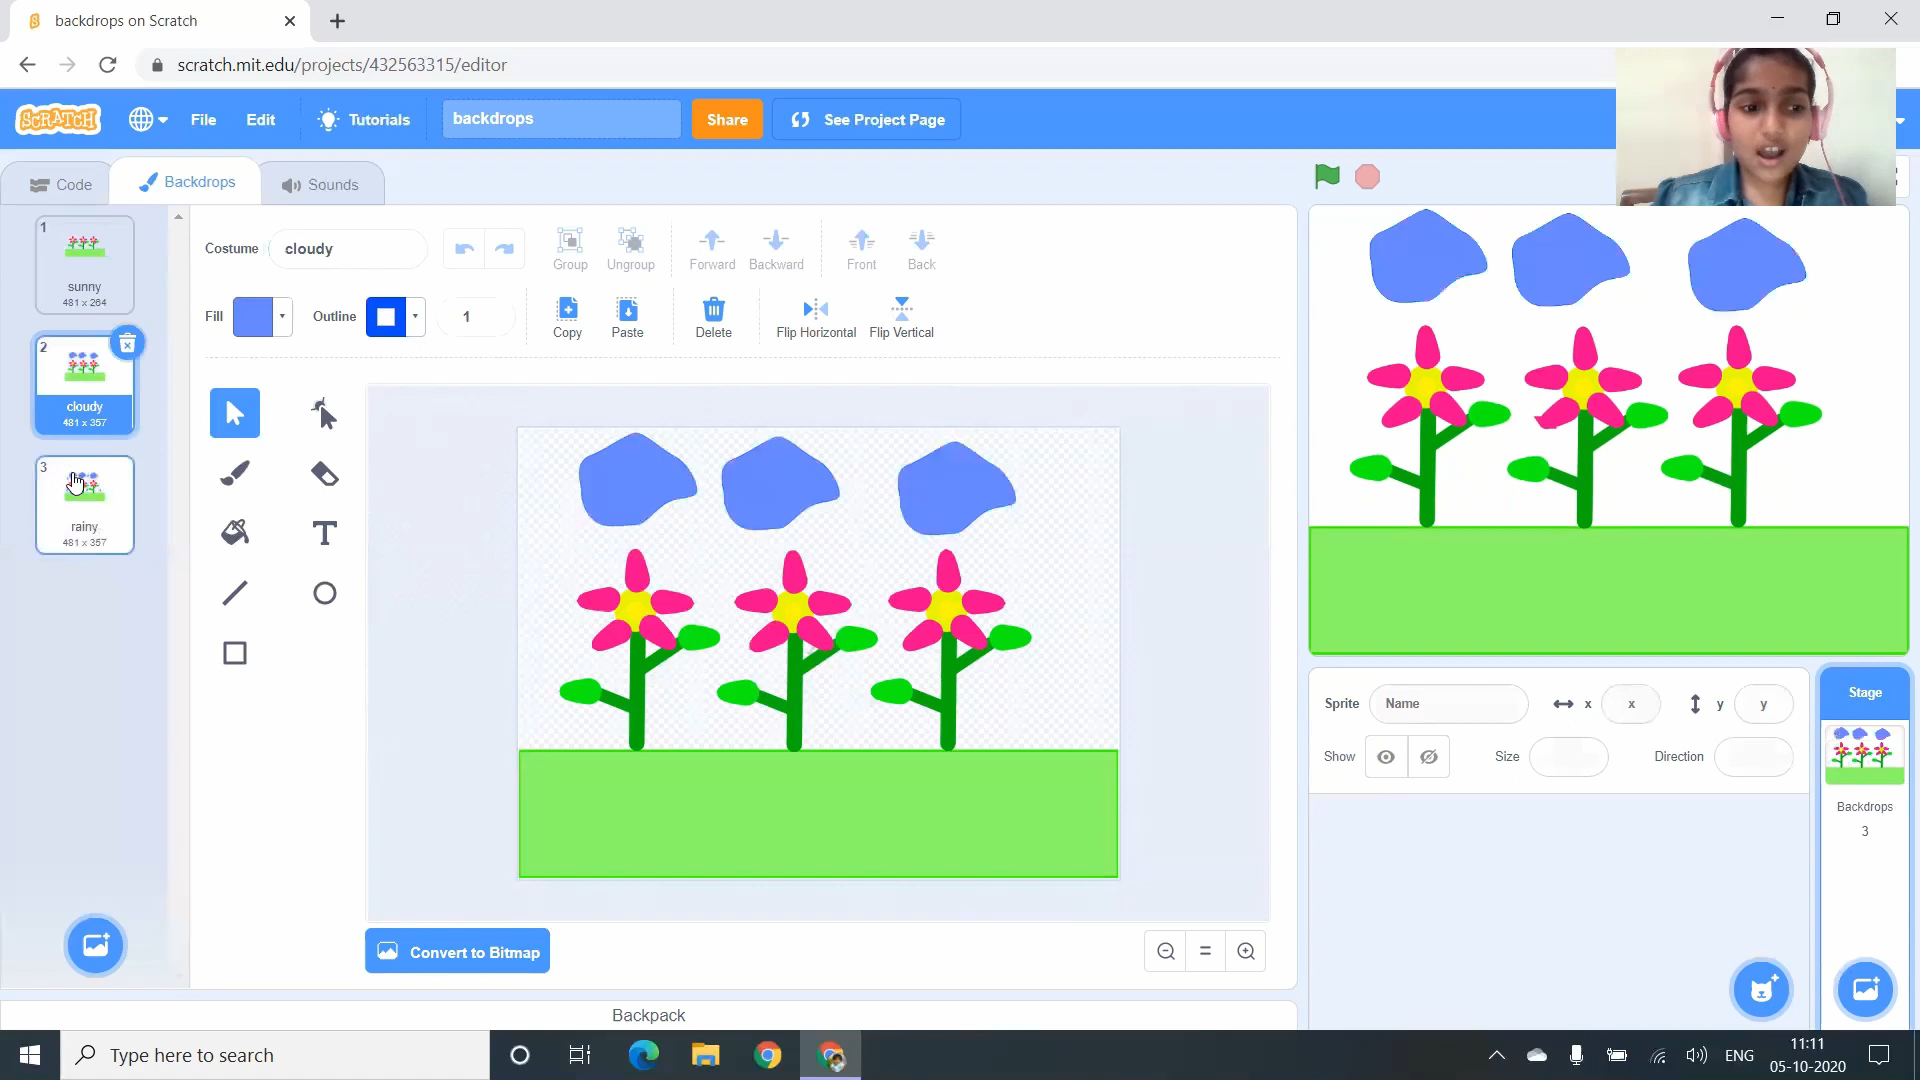 backdrops on Scratch
scratch.mit.edu/projects/432563315/editor
SCRATCH
File
Edit
Tutorials
backdrops
Share
See Project Page
Code
Backdrops
Sounds
1
sunny
481 x 264
2
cloudy
481 x 357
3
rainy
481 x 357
Costume
cloudy
Group
Ungroup
Forward
Backward
Front
Back
Fill
Outline
1
Copy
Paste
Delete
Flip Horizontal
Flip Vertical
T
Convert to Bitmap
Backpack
Sprite
Name
x
x
y
y
Show
Size
Direction
Stage
Backdrops
3
Type here to search
ENG
11:11
05-10-2020